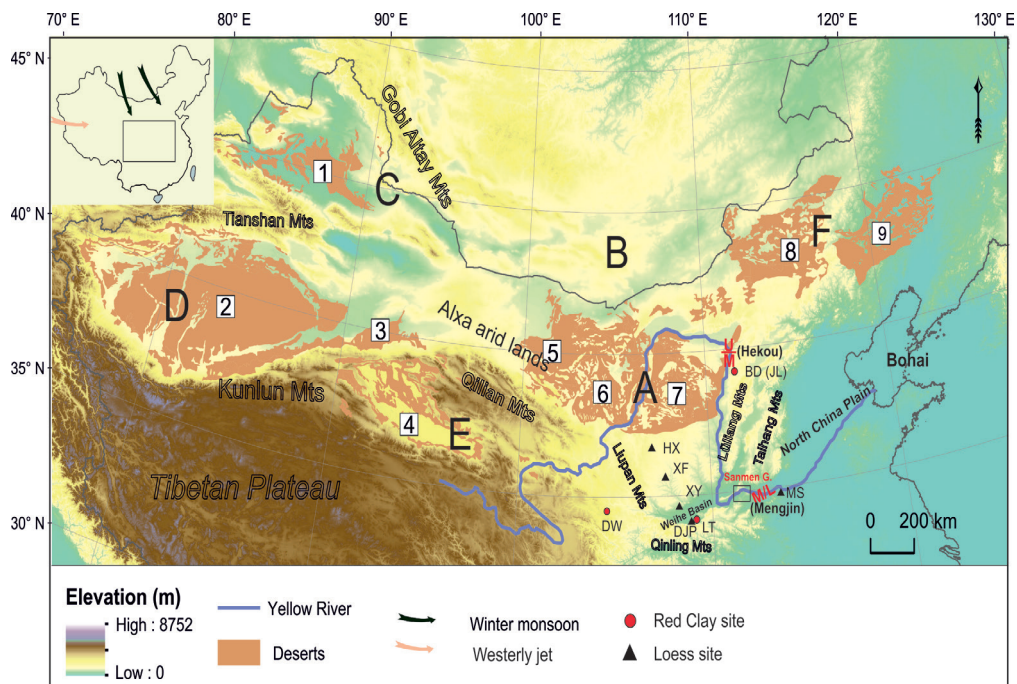 70° E
80° E
90° E
100° E
110° E
120° E
130° E
45° N
40° N
35° N
30° N
Gobi Altay Mts
1
C
Tianshan Mts
B
F
8
9
D
2
3
Alxa arid lands
5
U
M
(Hekou)
BD (JL)
Bohai
Kunlun Mts
Qilian Mts
6
A
7
4
E
Lüliang Mts
Taihang Mts
North China Plain
Tibetan Plateau
Liupan Mts
HX
XF
XY
Sanmen G.
M/L
MS
(Mengjin)
DW
Weihe Basin
DJP
LT
Qinling Mts
0 200 km
Elevation (m)
High : 8752
Low : 0
Yellow River
Deserts
Winter monsoon
Westerly jet
Red Clay site
Loess site